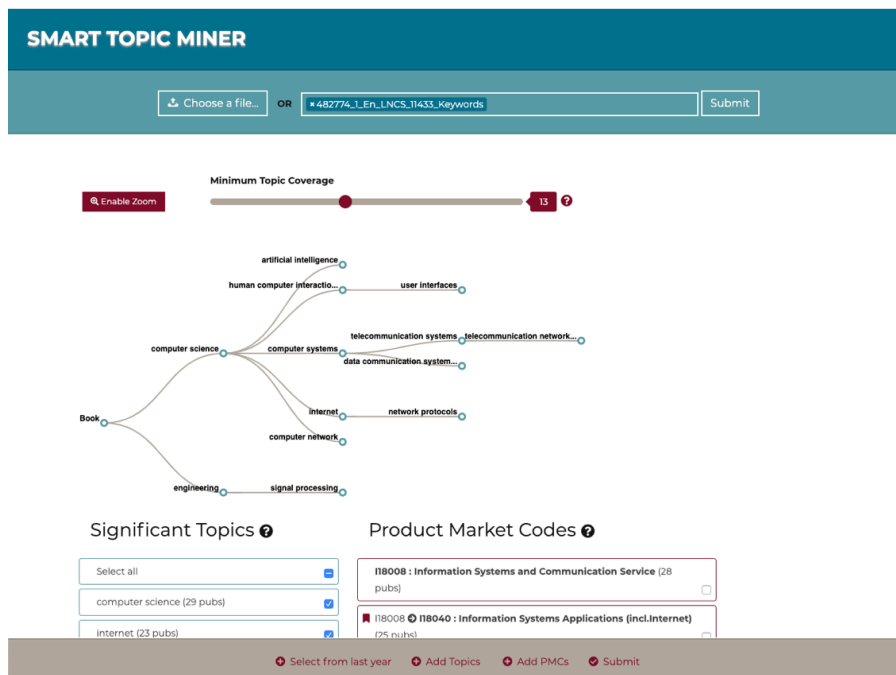 SMART TOPIC MINER
Choose a file...
OR
×482774_1_En_LNCS_11433_Keywords
Submit
Minimum Topic Coverage
Enable Zoom
13
?
artificial intelligence
human computer interactio...
user interfaces
telecommunication systems
telecommunication network...
computer science
computer systems
data communication system...
internet
network protocols
Book
computer network
engineering
signal processing
Significant Topics ?
Select all
computer science (29 pubs)
internet (23 pubs)
Product Market Codes ?
I18008 : Information Systems and Communication Service (28
pubs)
I18008 I18040 : Information Systems Applications (incl.Internet)
(25 pubs)
Select from last year
Add Topics
Add PMCs
Submit